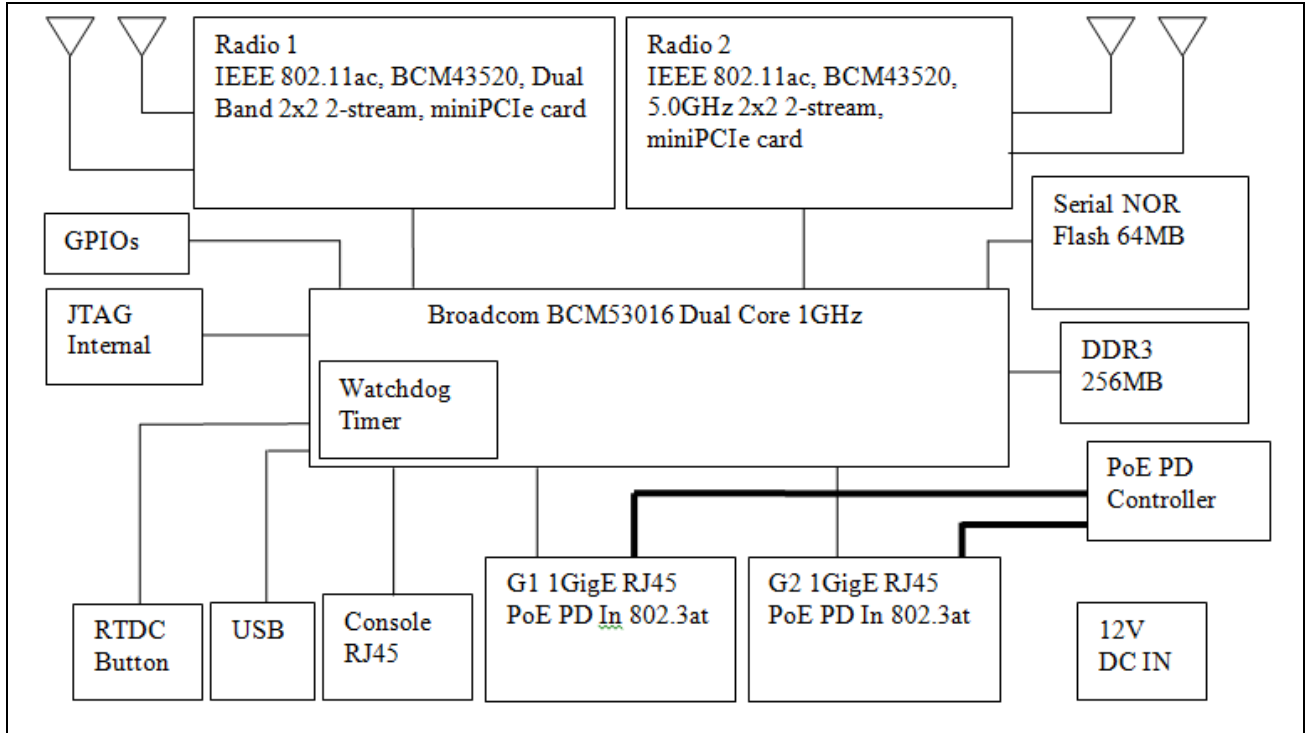 Radio 1
IEEE 802.11ac, BCM43520, Dual
Band 2x2 2-stream, miniPCIe card
Radio 2
IEEE 802.11ac, BCM43520,
5.0GHz 2x2 2-stream,
miniPCIe card
Serial NOR
Flash 64MB
GPIOs
JTAG
Internal
Broadcom BCM53016 Dual Core 1GHz
Watchdog
Timer
DDR3
256MB
PoE PD
Controller
RTDC
Button
USB
Console
RJ45
G1 1GigE RJ45
PoE PD In 802.3at
G2 1GigE RJ45
PoE PD In 802.3at
12V
DC IN